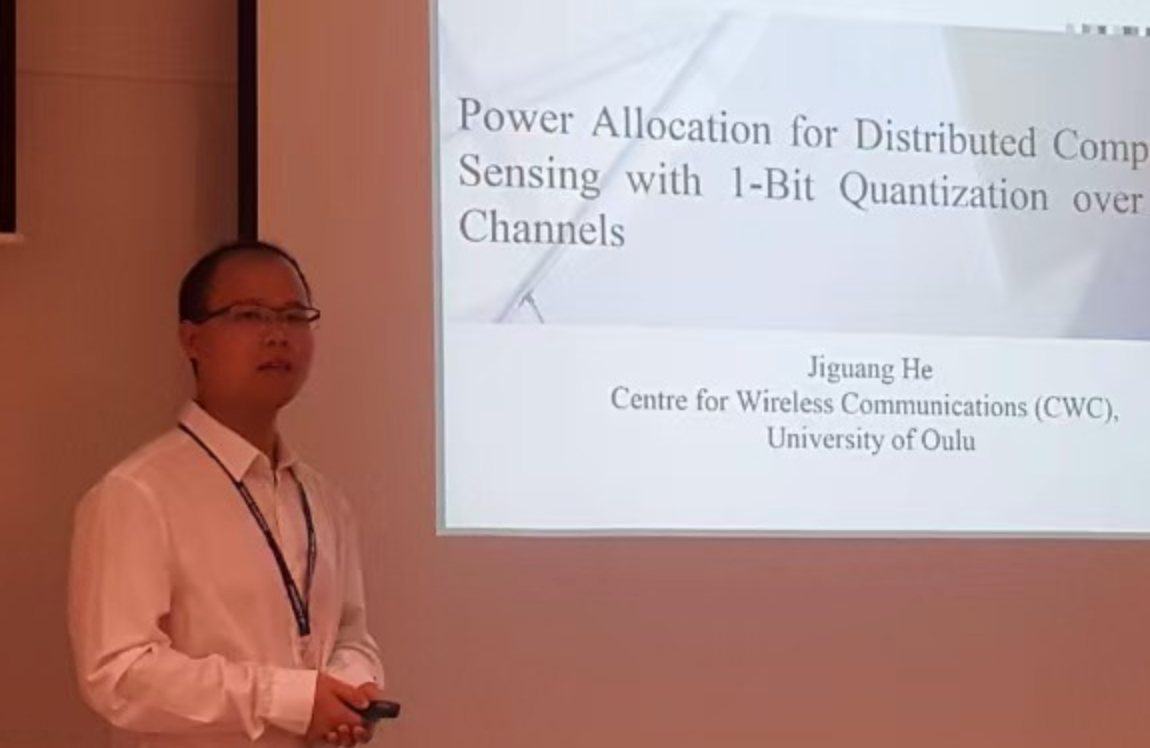 Power Allocation for Distributed Comp
Sensing with 1-Bit Quantization over
Channels
Jiguang He
Centre for Wireless Communications (CWC),
University of Oulu